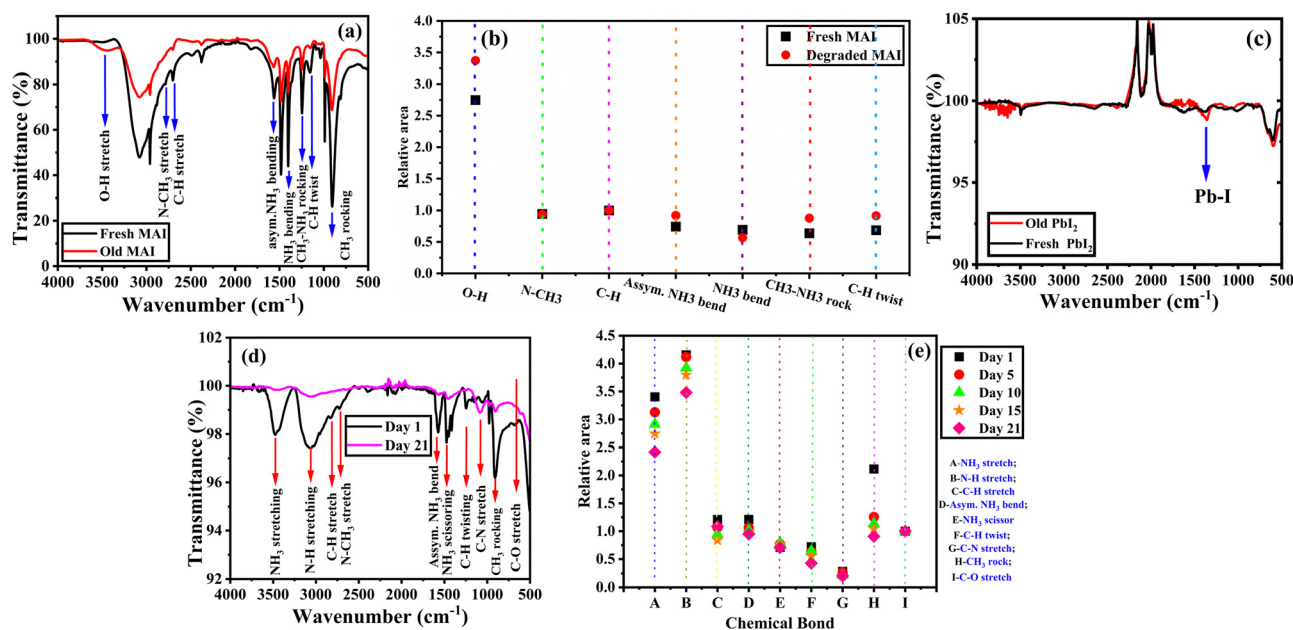 (a)
Transmittance (%)
100
80
60
40
20
0
O-H stretch
N-CH3 stretch
C-H stretch
asym.NH3 bending
NH3 bending
CH3-NH3 rocking
C-H twist
CH3 rocking
Fresh MAI
Old MAI
4000 3500 3000 2500 2000 1500 1000 500
Wavenumber (cm-1)
(b)
Relative area
4.0
3.5
3.0
2.5
2.0
1.5
1.0
0.5
0.0
Fresh MAI
Degraded MAI
O-H
N-CH3
C-H
Assym. NH3 bend
NH3 bend
CH3-NH3 rock
C-H twist
(c)
Transmittance (%)
105
100
95
90
Pb-I
Old PbI2
Fresh PbI2
4000 3500 3000 2500 2000 1500 1000 500
Wavenumber (cm-1)
(d)
Transmittance (%)
102
100
98
96
94
92
Day 1
Day 21
NH3 stretching
N-H stretching
C-H stretch
N-CH3 stretch
Assym. NH3 bend
NH3 scissoring
C-H twisting
C-N stretch
CH3 rocking
C-O stretch
4000 3500 3000 2500 2000 1500 1000 500
Wavenumber (cm-1)
(e)
Relative area
4.5
4.0
3.5
3.0
2.5
2.0
1.5
1.0
0.5
0.0
A B C D E F G H I
Chemical Bond
Day 1
Day 5
Day 10
Day 15
Day 21
A-NH3 stretch;
B-N-H stretch;
C-C-H stretch
D-Asym. NH3 bend;
E-NH3 scissor
F-C-H twist;
G-C-N stretch;
H-CH3 rock;
I-C-O stretch